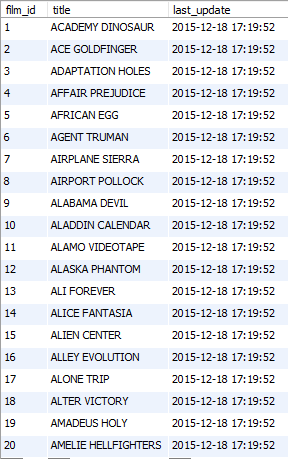 film_id title last_update
1 ACADEMY DINOSAUR 2015-12-18 17:19:52
2 ACE GOLDFINGER 2015-12-18 17:19:52
3 ADAPTATION HOLES 2015-12-18 17:19:52
4 AFFAIR PREJUDICE 2015-12-18 17:19:52
5 AFRICAN EGG 2015-12-18 17:19:52
6 AGENT TRUMAN 2015-12-18 17:19:52
7 AIRPLANE SIERRA 2015-12-18 17:19:52
8 AIRPORT POLLOCK 2015-12-18 17:19:52
9 ALABAMA DEVIL 2015-12-18 17:19:52
10 ALADDIN CALENDAR 2015-12-18 17:19:52
11 ALAMO VIDEOTAPE 2015-12-18 17:19:52
12 ALASKA PHANTOM 2015-12-18 17:19:52
13 ALI FOREVER 2015-12-18 17:19:52
14 ALICE FANTASIA 2015-12-18 17:19:52
15 ALIEN CENTER 2015-12-18 17:19:52
16 ALLEY EVOLUTION 2015-12-18 17:19:52
17 ALONE TRIP 2015-12-18 17:19:52
18 ALTER VICTORY 2015-12-18 17:19:52
19 AMADEUS HOLY 2015-12-18 17:19:52
20 AMELIE HELLFIGHTERS 2015-12-18 17:19:52